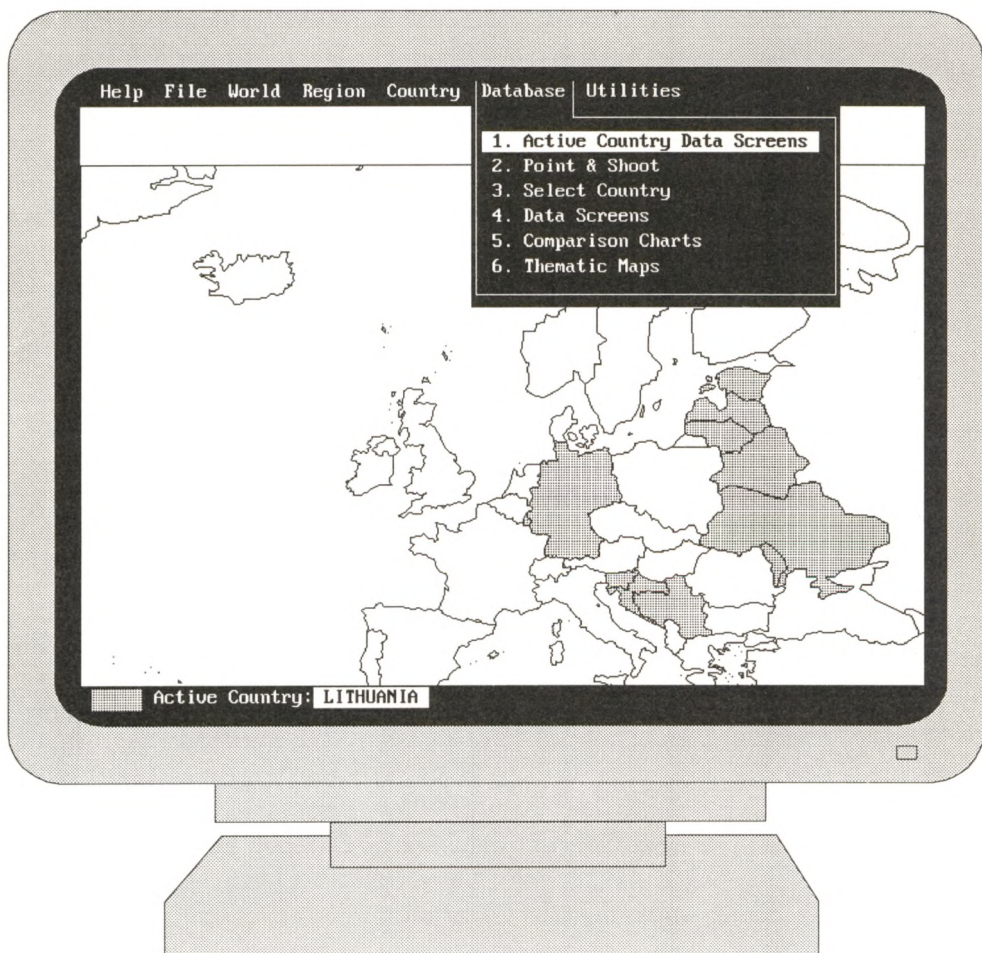 Help File World Region Country Database Utilities
1. Active Country Data Screens
2. Point & Shoot
3. Select Country
4. Data Screens
5. Comparison Charts
6. Thematic Maps
Active Country: LITHUANIA